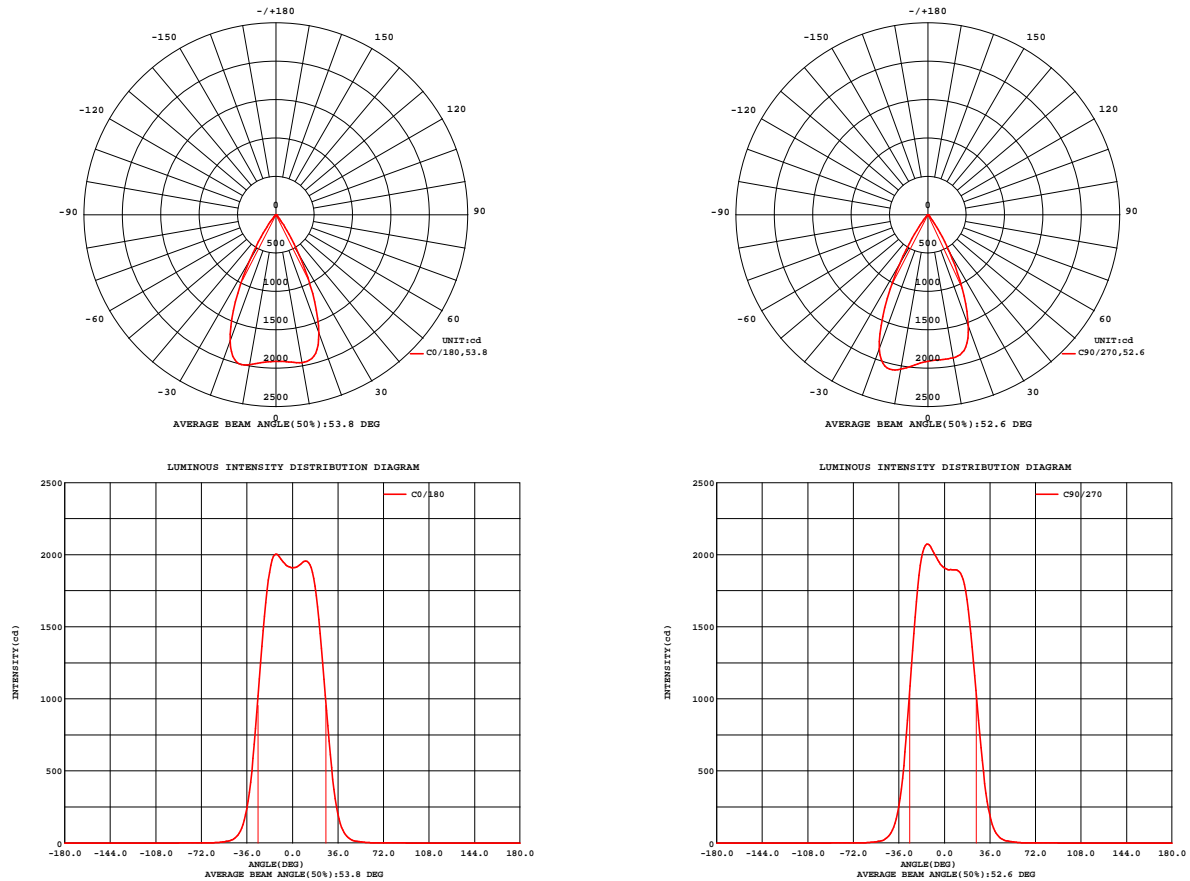 -/+180
-150 150
-120 120
-90 90
0
500
1000
-60 60
1500
UNIT:cd
C0/180,53.8
2000
-30 30
2500
0
AVERAGE BEAM ANGLE(50%):53.8 DEG
-/+180
-150 150
-120 120
-90 90
0
500
1000
-60 60
1500
UNIT:cd
C90/270,52.6
2000
-30 30
2500
0
AVERAGE BEAM ANGLE(50%):52.6 DEG
LUMINOUS INTENSITY DISTRIBUTION DIAGRAM
2500
C0/180
2000
1500
INTENSITY(cd)
1000
500
0
-180.0 -144.0 -108.0 -72.0 -36.0 0.0 36.0 72.0 108.0 144.0 180.0
ANGLE(DEG)
AVERAGE BEAM ANGLE(50%):53.8 DEG
LUMINOUS INTENSITY DISTRIBUTION DIAGRAM
2500
C90/270
2000
1500
INTENSITY(cd)
1000
500
0
-180.0 -144.0 -108.0 -72.0 -36.0 0.0 36.0 72.0 108.0 144.0 180.0
ANGLE(DEG)
AVERAGE BEAM ANGLE(50%):52.6 DEG